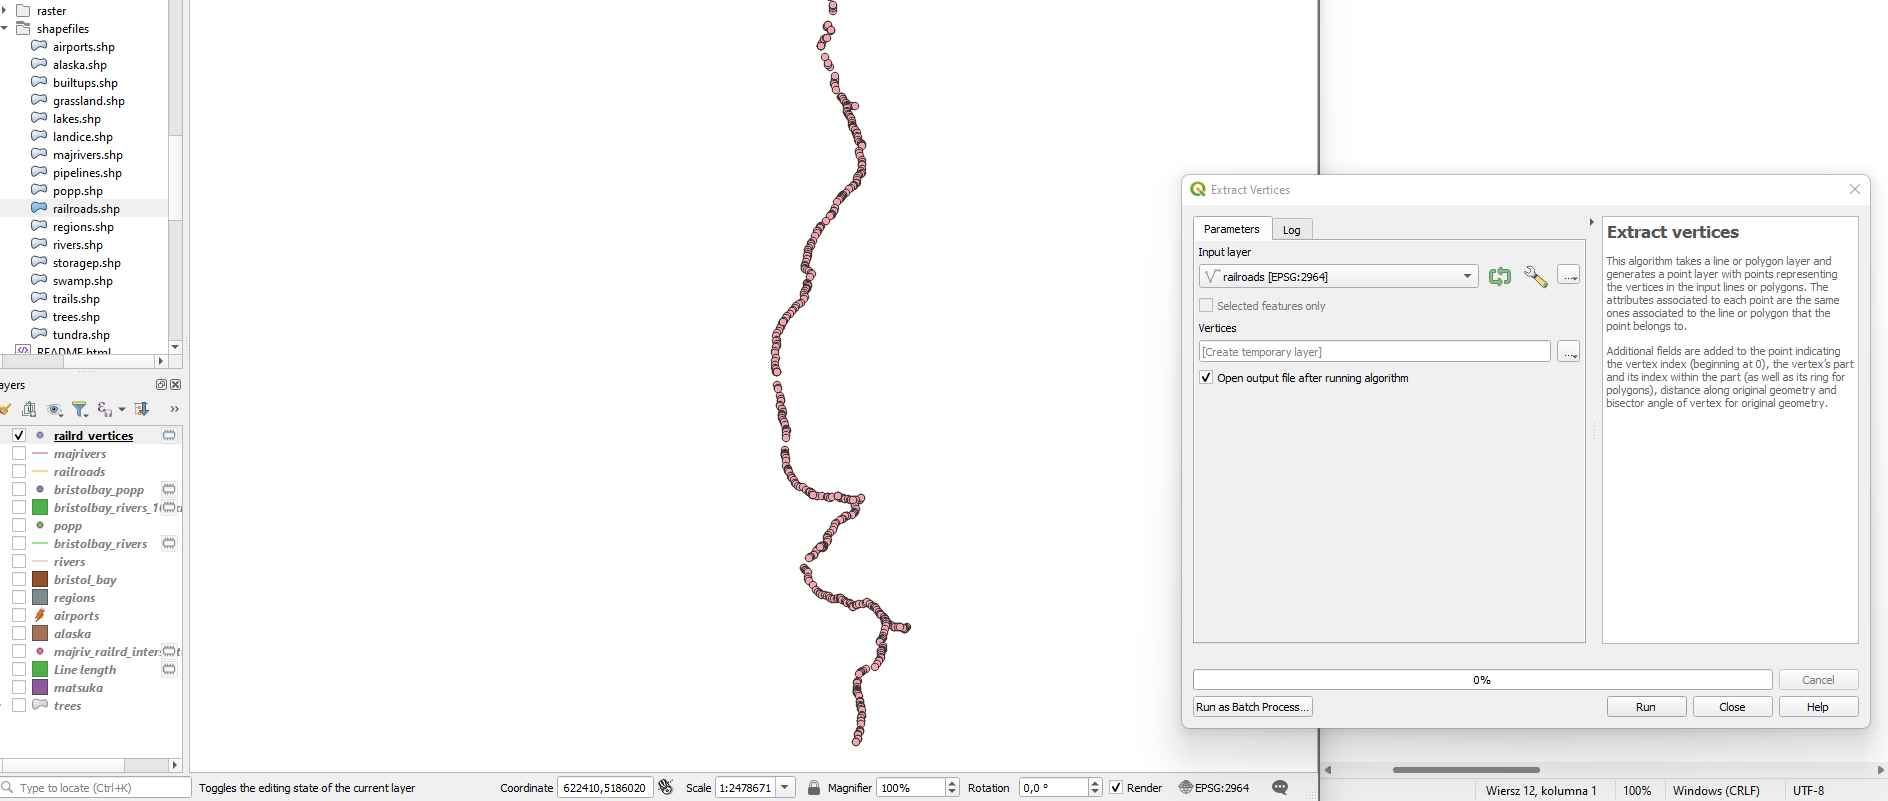 raster
shapefiles
airports.shp
alaska.shp
builtups.shp
grassland.shp
lakes.shp
landice.shp
majrivers.shp
pipelines.shp
popp.shp
railroads.shp
regions.shp
rivers.shp
storagep.shp
swamp.shp
trails.shp
trees.shp
tundra.shp
README.html
ayers
railrd_vertices
majrivers
railroads
bristolbay_popp
bristolbay_rivers_1
popp
bristolbay_rivers
rivers
bristol_bay
regions
airports
alaska
majriv_railrd_inters
Line length
matsuka
trees
Type to locate (Ctrl+K)
Toggles the editing state of the current layer
Coordinate 622410,5186020
Scale 1:2478671
Magnifier 100%
Rotation 0,0 °
Render
EPSG:2964
Extract Vertices
Parameters
Log
Input layer
railroads [EPSG:2964]
...
Selected features only
Vertices
[Create temporary layer]
...
Open output file after running algorithm
Extract vertices
This algorithm takes a line or polygon layer and
generates a point layer with points representing
the vertices in the input lines or polygons. The
attributes associated to each point are the same
ones associated to the line or polygon that the
point belongs to.
Additional fields are added to the point indicating
the vertex index (beginning at 0), the vertex's part
and its index within the part (as well as its ring for
polygons), distance along original geometry and
bisector angle of vertex for original geometry.
0%
Cancel
Run as Batch Process...
Run
Close
Help
Wiersz 12, kolumna 1
100%
Windows (CRLF)
UTF-8